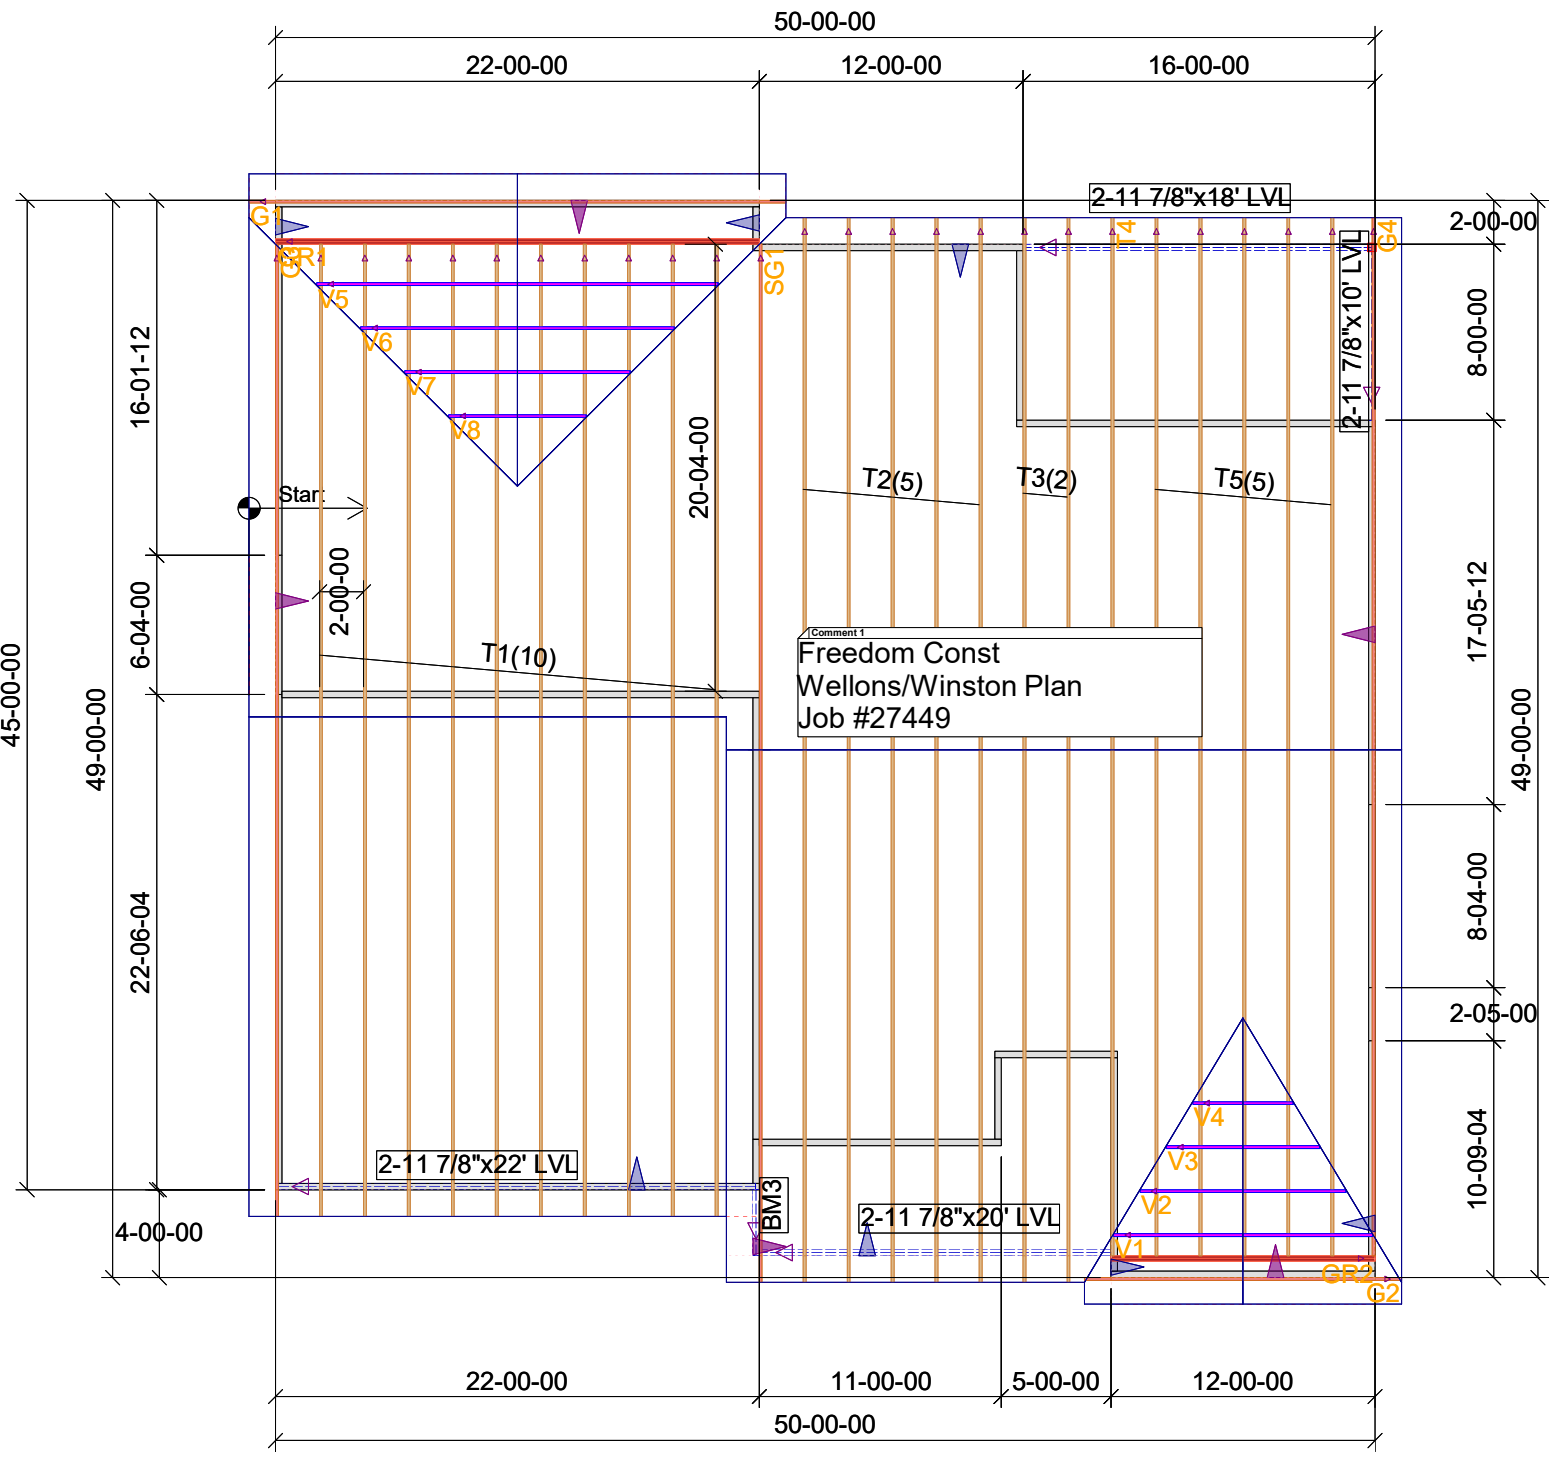 50-00-00
22-00-00
12-00-00
16-00-00
2-11 7/8"x18' LVL
2-00-00
G1
GR1
T4
G4
SG1
V5
V6
V7
V8
2-11 7/8"x10' LVL
8-00-00
16-01-12
20-04-00
T2(5)
T3(2)
T5(5)
Start
2-00-00
6-04-00
17-05-12
T1(10)
Comment 1
Freedom Const
Wellons/Winston Plan
Job #27449
45-00-00
49-00-00
49-00-00
22-06-04
8-04-00
2-05-00
V4
V3
V2
V1
10-09-04
2-11 7/8"x22' LVL
BM3
2-11 7/8"x20' LVL
4-00-00
GR2
G2
22-00-00
11-00-00
5-00-00
12-00-00
50-00-00